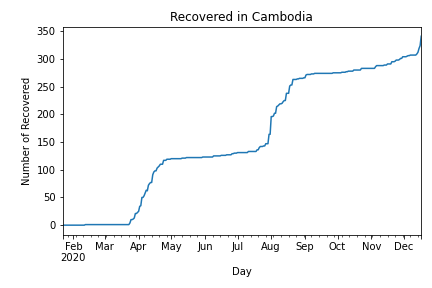 Recovered in Cambodia
350
300
250
200
150
100
50
0
Number of Recovered
Feb Mar Apr May Jun Jul Aug Sep Oct Nov Dec
2020
Day